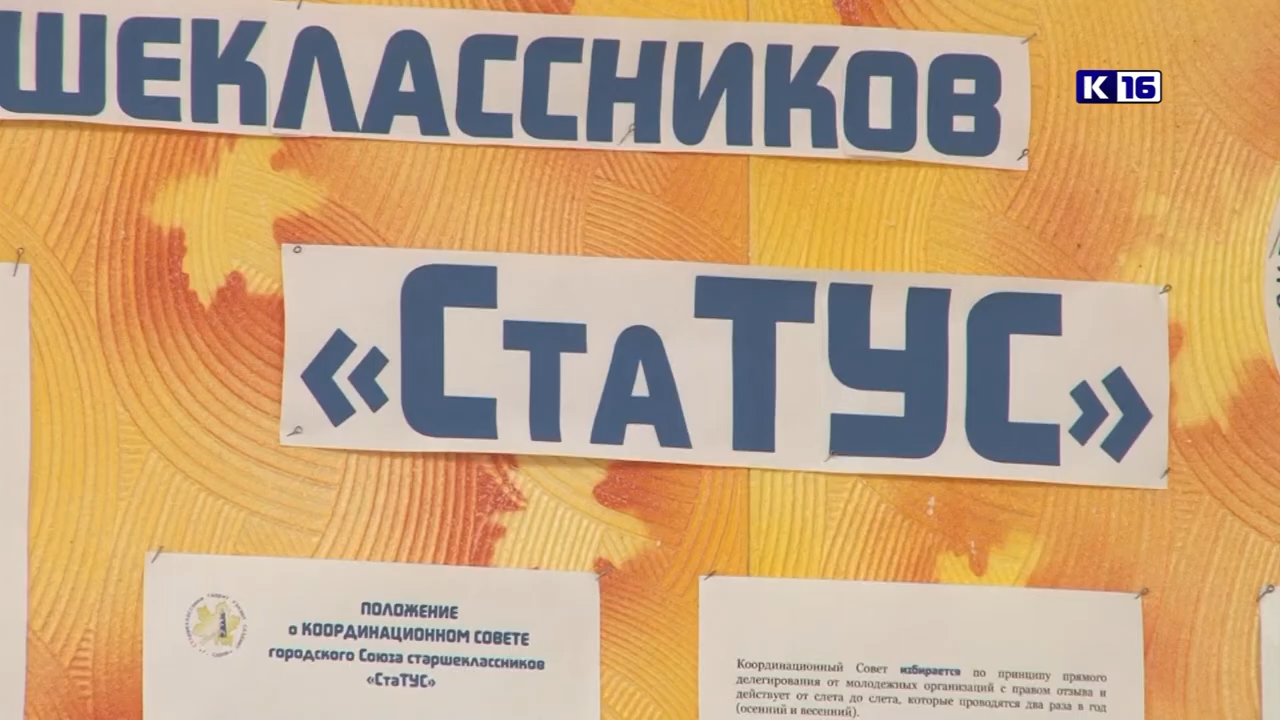 ШЕКЛАССНИКОВ
К 16
«СтаТУС»
ПОЛОЖЕНИЕ
о КООРДИНАЦИОННОМ СОВЕТЕ
городского Союза старшеклассников
«СтаТУС»
Координационный Совет избирается по принципу прямого
делегирования от молодежных организаций с правом отзыва и
действует от слета до слета, которые проводятся два раза в год
(осенний и весенний).